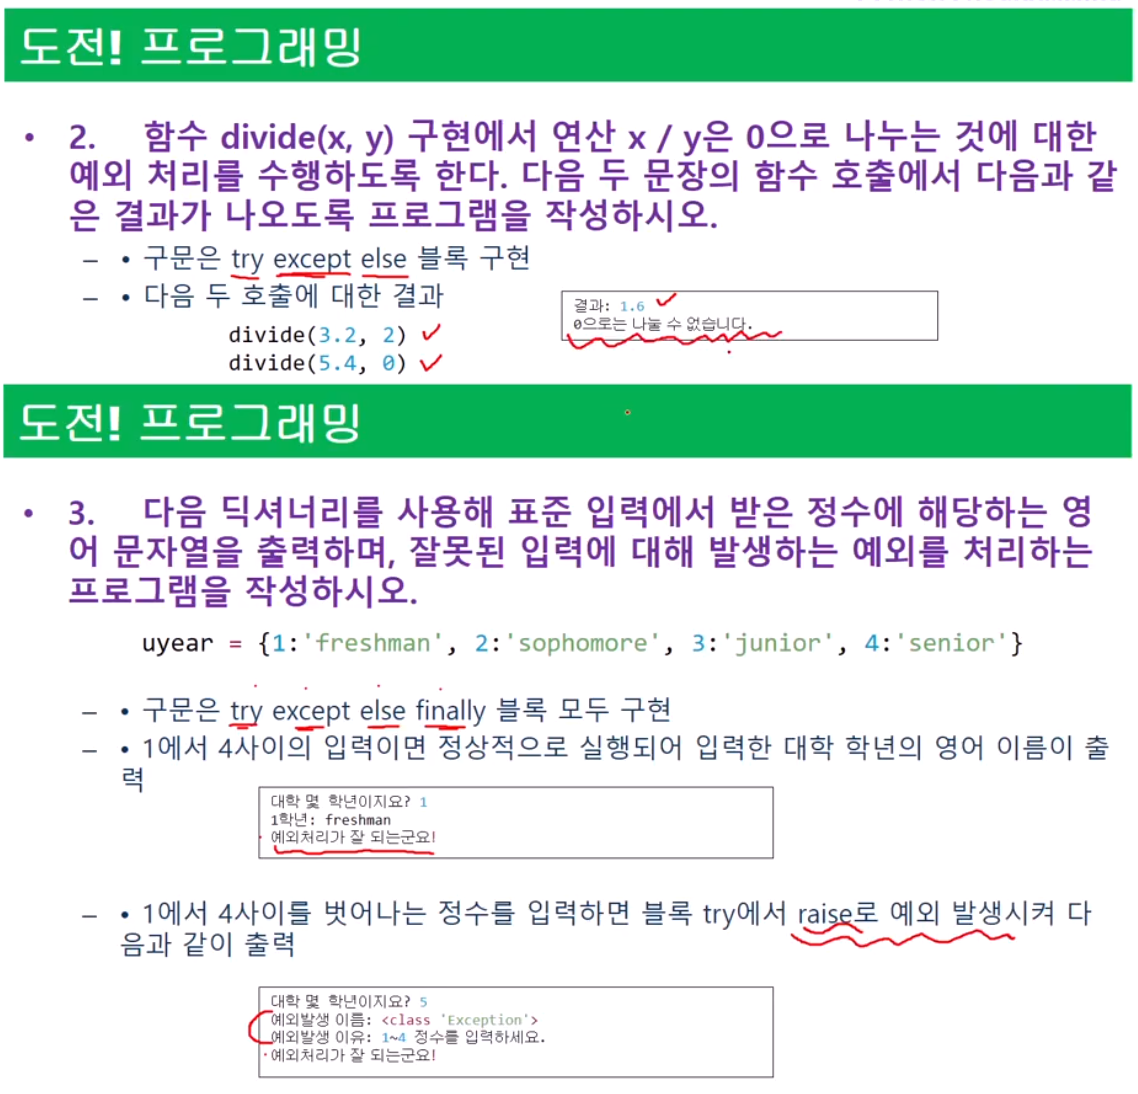 도전! 프로그래밍
• 2. 함수 divide(x, y) 구현에서 연산 x / y은 0으로 나누는 것에 대한
예외 처리를 수행하도록 한다. 다음 두 문장의 함수 호출에서 다음과 같
은 결과가 나오도록 프로그램을 작성하시오.
– • 구문은 try except else 블록 구현
– • 다음 두 호출에 대한 결과
divide(3.2, 2)
divide(5.4, 0)
결과: 1.6
0으로는 나눌 수 없습니다.
도전! 프로그래밍
• 3. 다음 딕셔너리를 사용해 표준 입력에서 받은 정수에 해당하는 영
어 문자열을 출력하며, 잘못된 입력에 대해 발생하는 예외를 처리하는
프로그램을 작성하시오.
uyear = {1:'freshman', 2:'sophomore', 3:'junior', 4:'senior'}
– • 구문은 try except else finally 블록 모두 구현
– • 1에서 4사이의 입력이면 정상적으로 실행되어 입력한 대학 학년의 영어 이름이 출
력
대학 몇 학년이지요? 1
1학년: freshman
예외처리가 잘 되는군요!
– • 1에서 4사이를 벗어나는 정수를 입력하면 블록 try에서 raise로 예외 발생시켜 다
음과 같이 출력
대학 몇 학년이지요? 5
예외발생 이름: <class 'Exception'>
예외발생 이유: 1~4 정수를 입력하세요.
예외처리가 잘 되는군요!